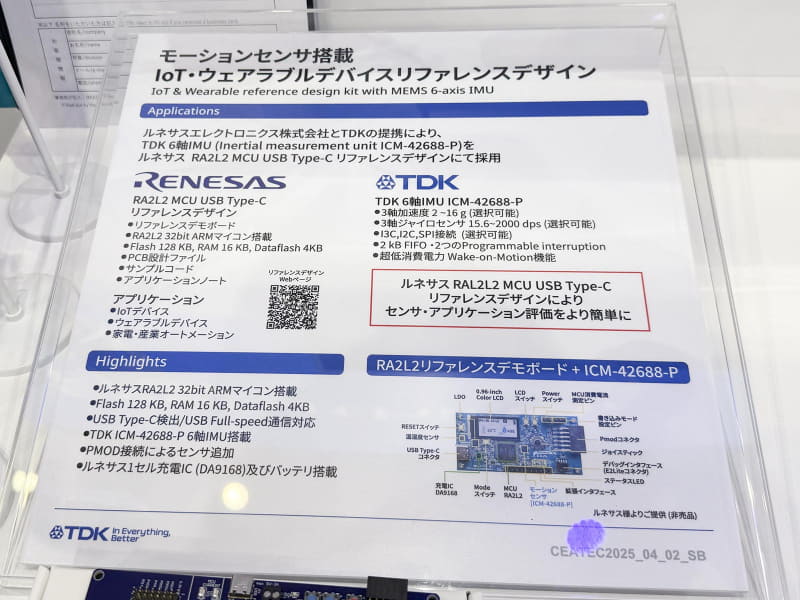 会社名 / company
お名前 / name
モーションセンサ搭載
IoT・ウェアラブルデバイスリファレンスデザイン
IoT & Wearable reference design kit with MEMS 6-axis IMU
Applications
ルネサスエレクトロニクス株式会社とTDKの提携により、
TDK 6軸IMU (Inertial measurement unit ICM-42688-P)を
ルネサス RA2L2 MCU USB Type-C リファレンスデザインにて採用
RENESAS
RA2L2 MCU USB Type-C
リファレンスデザイン
•リファレンスデモボード
•RA2L2 32bit ARMマイコン搭載
•Flash 128 KB, RAM 16 KB, Dataflash 4KB
•PCB設計ファイル
•サンプルコード
•アプリケーションノート
リファレンスデザイン
Webページ
アプリケーション
•IoTデバイス
•ウェアラブルデバイス
•家電・産業オートメーション
TDK
TDK 6軸IMU ICM-42688-P
•3軸加速度 2 ~16 g (選択可能)
•3軸ジャイロセンサ 15.6~2000 dps (選択可能)
•I3C,I2C,SPI接続 (選択可能)
•2 kB FIFO・2つのProgrammable interruption
•超低消費電力 Wake-on-Motion機能
ルネサス RAL2L2 MCU USB Type-C
リファレンスデザインにより
センサ・アプリケーション評価をより簡単に
Highlights
•ルネサスRA2L2 32bit ARMマイコン搭載
•Flash 128 KB, RAM 16 KB, Dataflash 4KB
•USB Type-C検出/USB Full-speed通信対応
•TDK ICM-42688-P 6軸IMU搭載
•PMOD接続によるセンサ追加
•ルネサス1セル充電IC (DA9168)及びバッテリ搭載
RA2L2リファレンスデモボード + ICM-42688-P
LDO
0.96-inch
Color LCD
LCD
スイッチ
Power
スイッチ
MCU消費電流
測定ピン
RESETスイッチ
温湿度センサ
USB Type-C
コネクタ
書き込みモード
設定ピン
Pmodコネクタ
ジョイスティック
デバッグインタフェース
(E2Liteコネクタ)
ステータスLED
充電IC
DA9168
Mode
スイッチ
MCU
RA2L2
モーション
センサ
[ICM-42688-P]
拡張インタフェース
ルネサス様よりご提供 (非売品)
TDK In Everything,
Better
CEATEC2025_04_02_SB